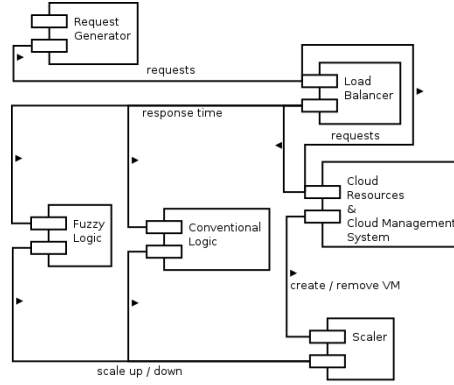 Request
Generator
requests
Load
Balancer
response time
requests
Cloud
Resources
&
Cloud Management
System
Fuzzy
Logic
Conventional
Logic
create / remove VM
Scaler
scale up / down